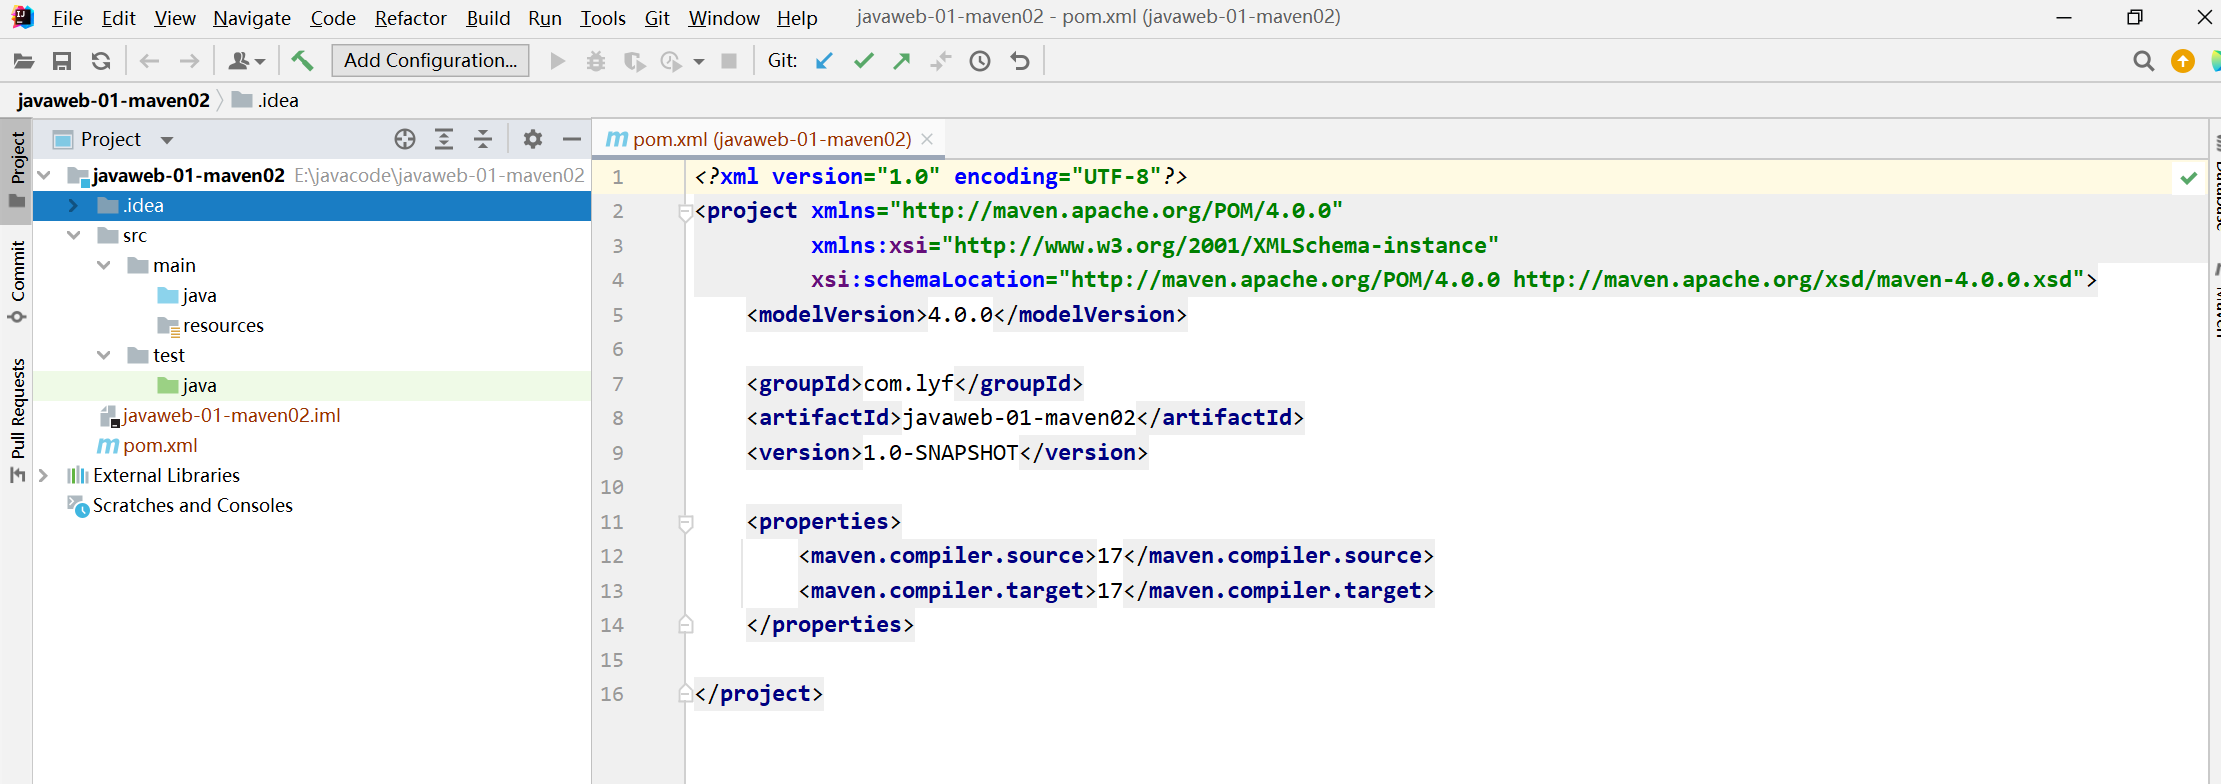 File Edit View Navigate Code Refactor Build Run Tools Git Window Help javaweb-01-maven02 - pom.xml (javaweb-01-maven02)
Add Configuration... Git:
javaweb-01-maven02 .idea
Project
Commit
Pull Requests
Project
javaweb-01-maven02 E:\javacode\javaweb-01-maven02
.idea
src
main
java
resources
test
java
javaweb-01-maven02.iml
pom.xml
External Libraries
Scratches and Consoles
pom.xml (javaweb-01-maven02)
1 <?xml version="1.0" encoding="UTF-8"?>
2 <project xmlns="http://maven.apache.org/POM/4.0.0"
3 xmlns:xsi="http://www.w3.org/2001/XMLSchema-instance"
4 xsi:schemaLocation="http://maven.apache.org/POM/4.0.0 http://maven.apache.org/xsd/maven-4.0.0.xsd">
5 <modelVersion>4.0.0</modelVersion>
6
7 <groupId>com.lyf</groupId>
8 <artifactId>javaweb-01-maven02</artifactId>
9 <version>1.0-SNAPSHOT</version>
10
11 <properties>
12 <maven.compiler.source>17</maven.compiler.source>
13 <maven.compiler.target>17</maven.compiler.target>
14 </properties>
15
16 </project>